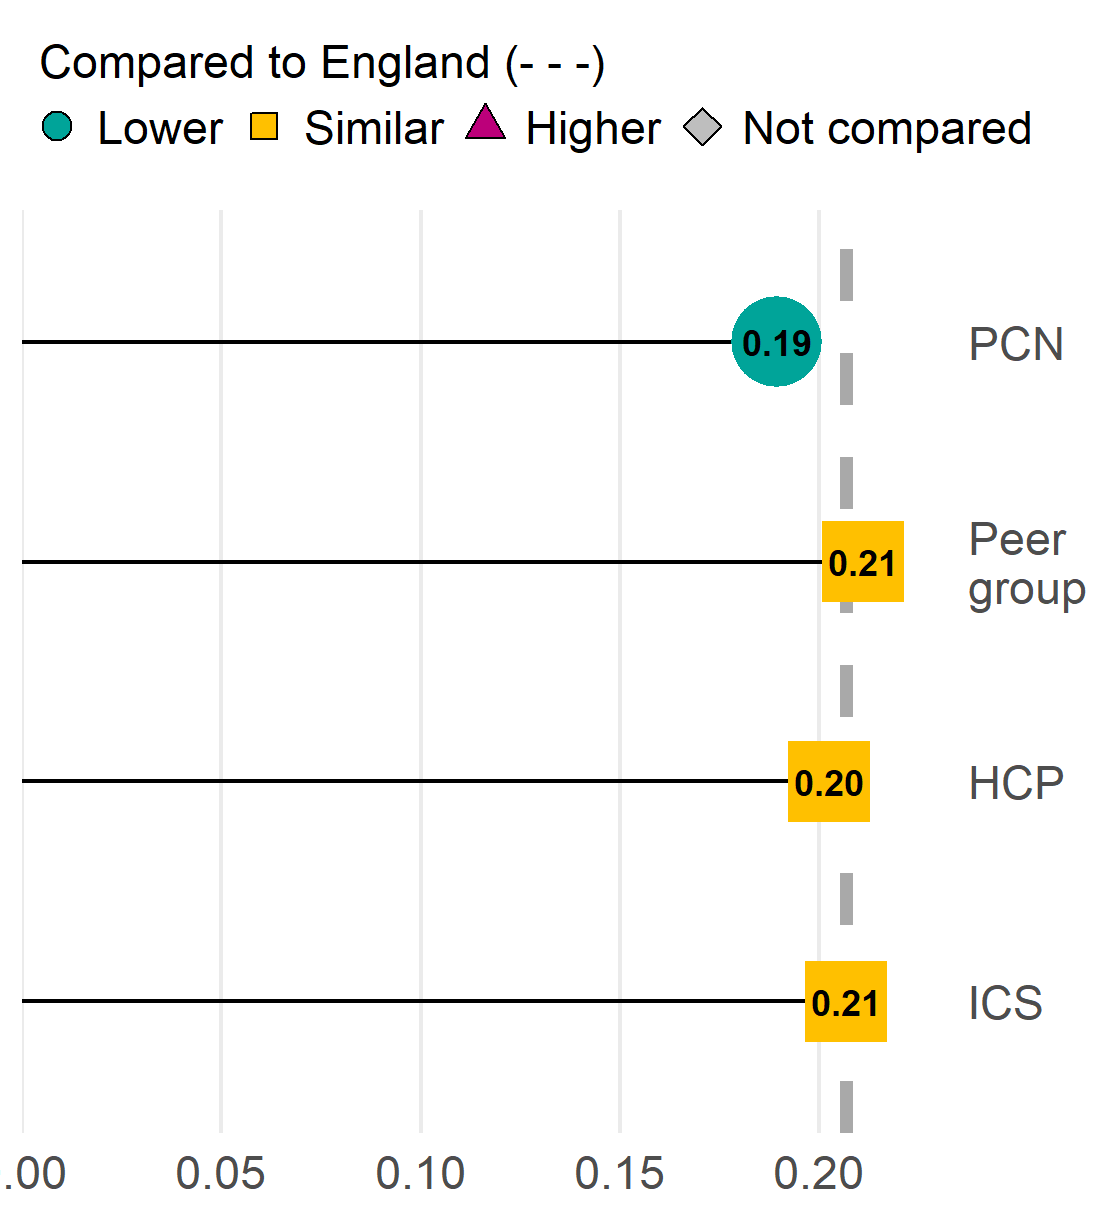 Compared to England (- - -)
Lower Similar Higher Not compared
0.19 PCN
Peer
0.21
group
0.20 HCP
0.21 ICS
.00 0.05 0.10 0.15 0.20